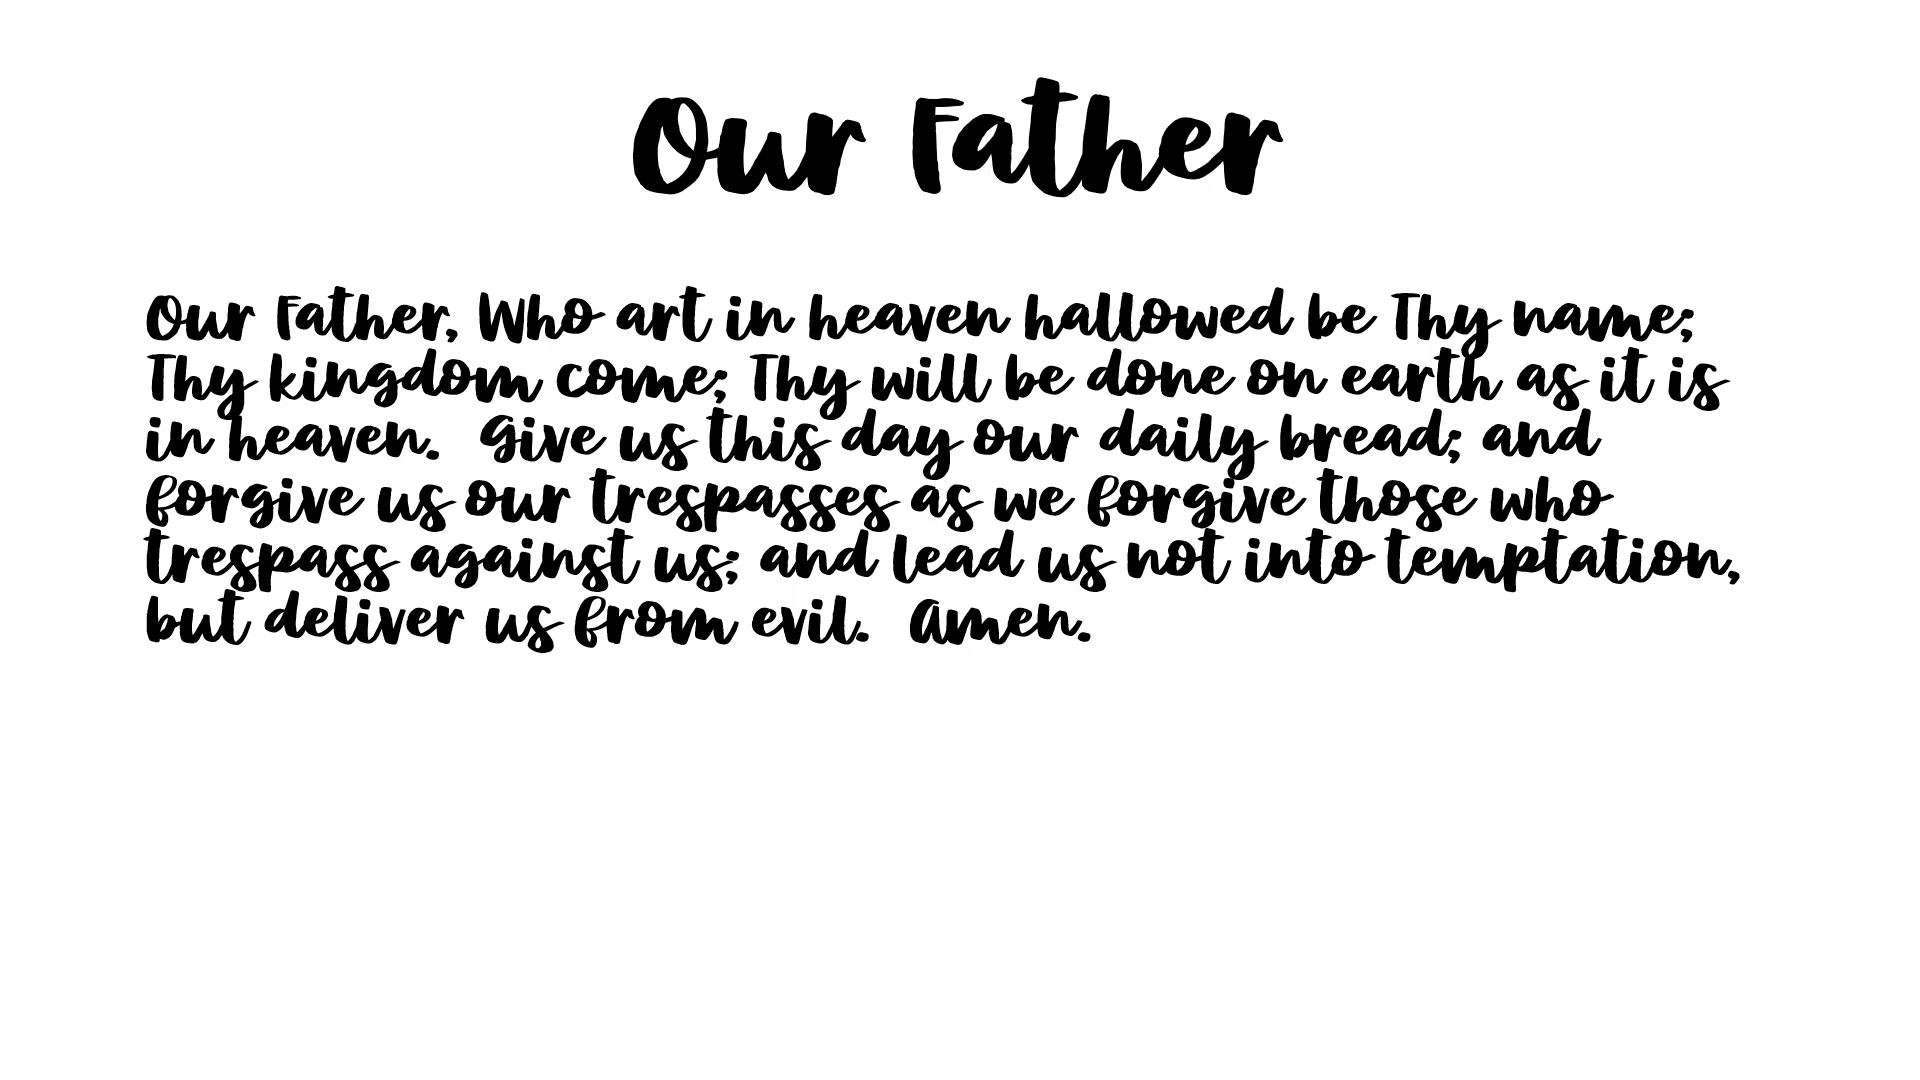 Our Father
Our Father, Who art in heaven hallowed be Thy name;
Thy kingdom come; Thy will be done on earth as it is
in heaven.  Give us this day our daily bread; and
forgive us our trespasses as we forgive those who
trespass against us; and lead us not into temptation,
but deliver us from evil.  Amen.